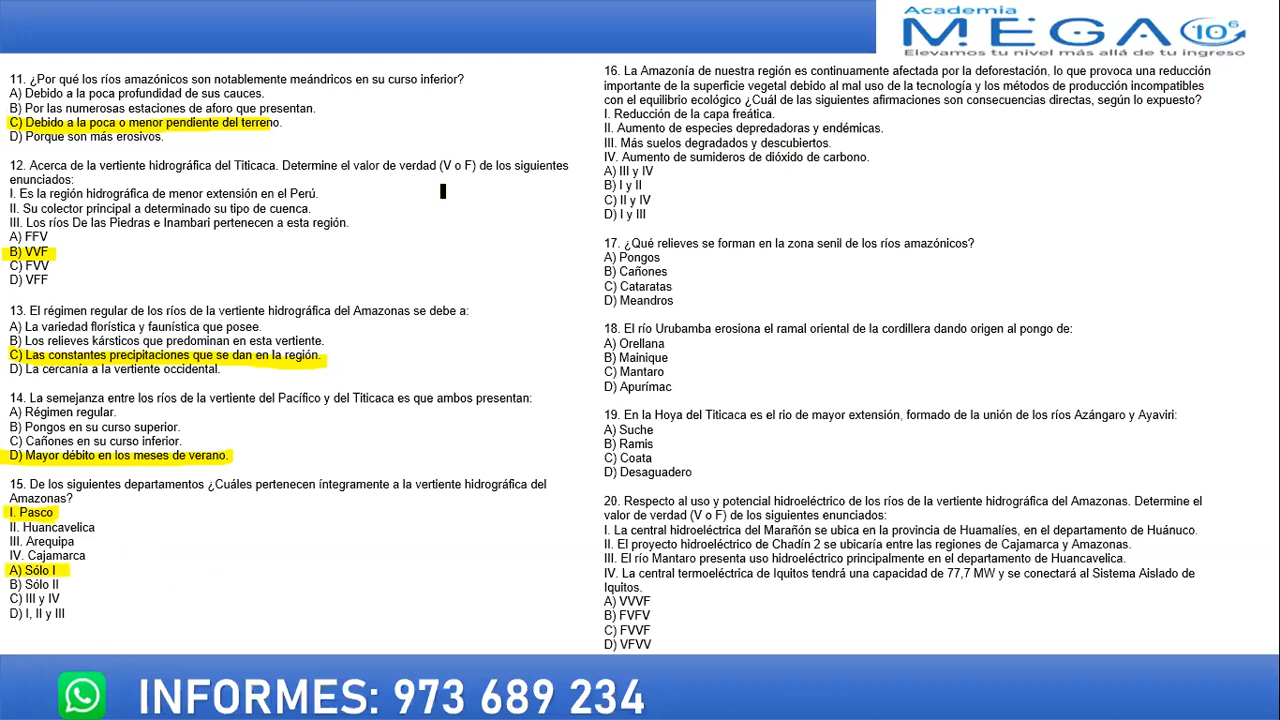 Academia
MEGA 10⁶
Elevamos tu nivel más allá de tu ingreso
11. ¿Por qué los ríos amazónicos son notablemente meándricos en su curso inferior?
A) Debido a la poca profundidad de sus cauces.
B) Por las numerosas estaciones de aforo que presentan.
C) Debido a la poca o menor pendiente del terreno.
D) Porque son más erosivos.
12. Acerca de la vertiente hidrográfica del Titicaca. Determine el valor de verdad (V o F) de los siguientes
enunciados:
I. Es la región hidrográfica de menor extensión en el Perú.
II. Su colector principal a determinado su tipo de cuenca.
III. Los ríos De las Piedras e Inambari pertenecen a esta región.
A) FFV
B) VVF
C) FVV
D) VFF
13. El régimen regular de los ríos de la vertiente hidrográfica del Amazonas se debe a:
A) La variedad florística y faunística que posee.
B) Los relieves kársticos que predominan en esta vertiente.
C) Las constantes precipitaciones que se dan en la región.
D) La cercanía a la vertiente occidental.
14. La semejanza entre los ríos de la vertiente del Pacífico y del Titicaca es que ambos presentan:
A) Régimen regular.
B) Pongos en su curso superior.
C) Cañones en su curso inferior.
D) Mayor débito en los meses de verano.
15. De los siguientes departamentos ¿Cuáles pertenecen íntegramente a la vertiente hidrográfica del
Amazonas?
I. Pasco
II. Huancavelica
III. Arequipa
IV. Cajamarca
A) Sólo I
B) Sólo II
C) III y IV
D) I, II y III
16. La Amazonía de nuestra región es continuamente afectada por la deforestación, lo que provoca una reducción
importante de la superficie vegetal debido al mal uso de la tecnología y los métodos de producción incompatibles
con el equilibrio ecológico ¿Cuál de las siguientes afirmaciones son consecuencias directas, según lo expuesto?
I. Reducción de la capa freática.
II. Aumento de especies depredadoras y endémicas.
III. Más suelos degradados y descubiertos.
IV. Aumento de sumideros de dióxido de carbono.
A) III y IV
B) I y II
C) II y IV
D) I y III
17. ¿Qué relieves se forman en la zona senil de los ríos amazónicos?
A) Pongos
B) Cañones
C) Cataratas
D) Meandros
18. El río Urubamba erosiona el ramal oriental de la cordillera dando origen al pongo de:
A) Orellana
B) Mainique
C) Mantaro
D) Apurímac
19. En la Hoya del Titicaca es el rio de mayor extensión, formado de la unión de los ríos Azángaro y Ayaviri:
A) Suche
B) Ramis
C) Coata
D) Desaguadero
20. Respecto al uso y potencial hidroeléctrico de los ríos de la vertiente hidrográfica del Amazonas. Determine el
valor de verdad (V o F) de los siguientes enunciados:
I. La central hidroeléctrica del Marañón se ubica en la provincia de Huamalíes, en el departamento de Huánuco.
II. El proyecto hidroeléctrico de Chadín 2 se ubicaría entre las regiones de Cajamarca y Amazonas.
III. El río Mantaro presenta uso hidroeléctrico principalmente en el departamento de Huancavelica.
IV. La central termoeléctrica de Iquitos tendrá una capacidad de 77,7 MW y se conectará al Sistema Aislado de
Iquitos.
A) VVVF
B) FVFV
C) FVVF
D) VFVV
INFORMES: 973 689 234